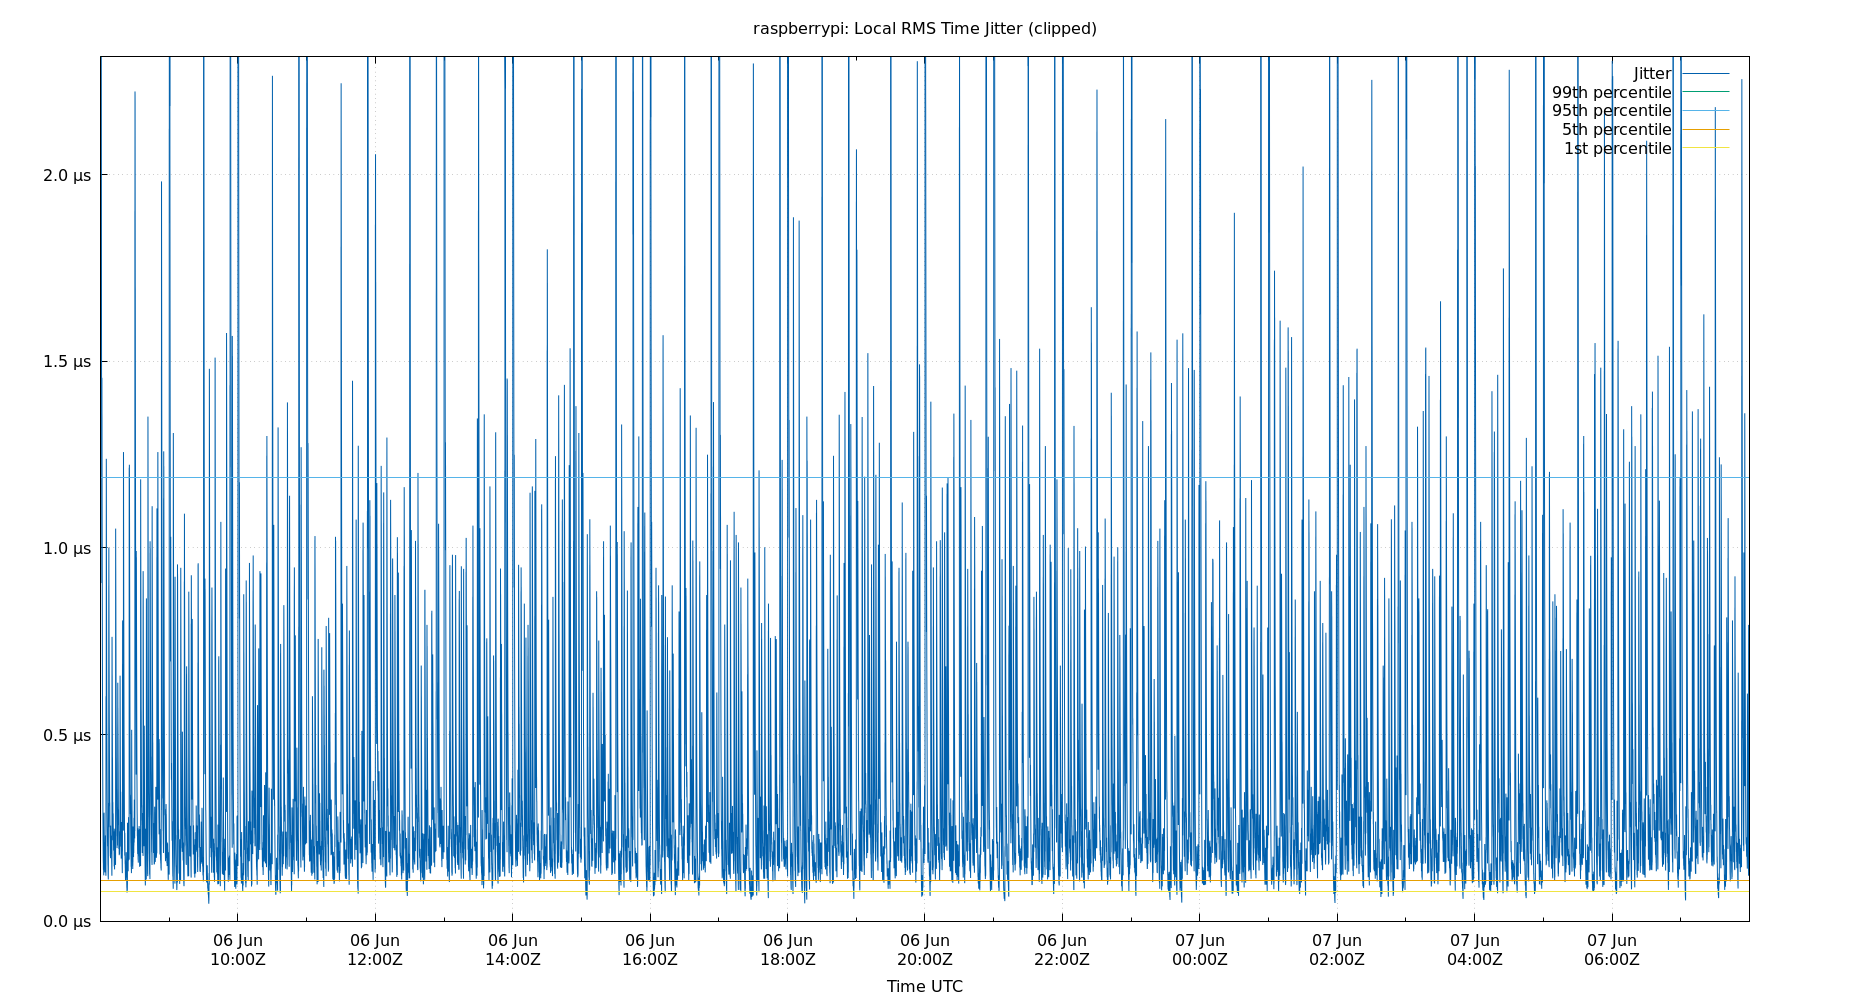 raspberrypi: Local RMS Time Jitter (clipped)
Jitter
99th percentile
95th percentile
5th percentile
1st percentile
2.0 µs
1.5 µs
1.0 µs
0.5 µs
0.0 µs
06 Jun 06 Jun 06 Jun 06 Jun 06 Jun 06 Jun 06 Jun 07 Jun 07 Jun 07 Jun 07 Jun
10:00Z 12:00Z 14:00Z 16:00Z 18:00Z 20:00Z 22:00Z 00:00Z 02:00Z 04:00Z 06:00Z
Time UTC